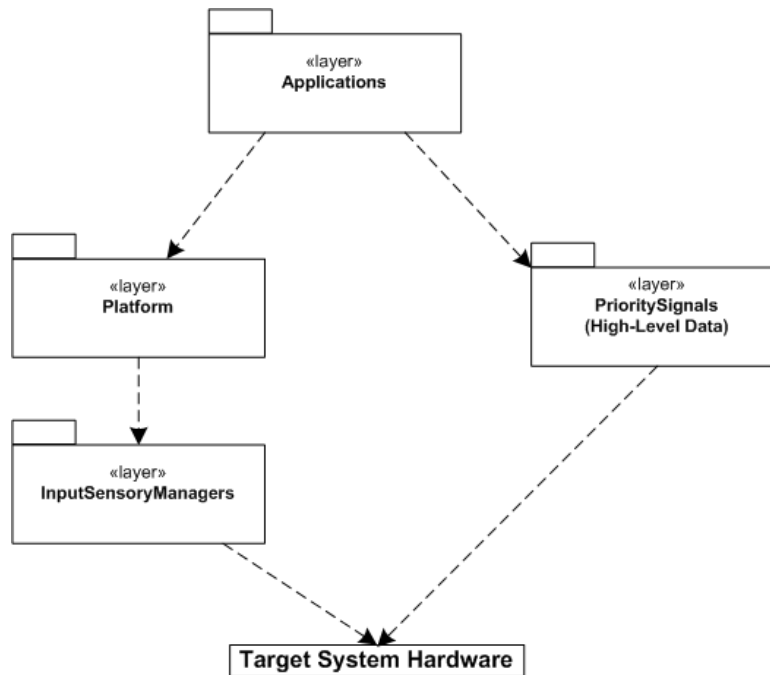 «layer»
Applications
«layer»
Platform
«layer»
PrioritySignals
(High-Level Data)
«layer»
InputSensoryManagers
Target System Hardware